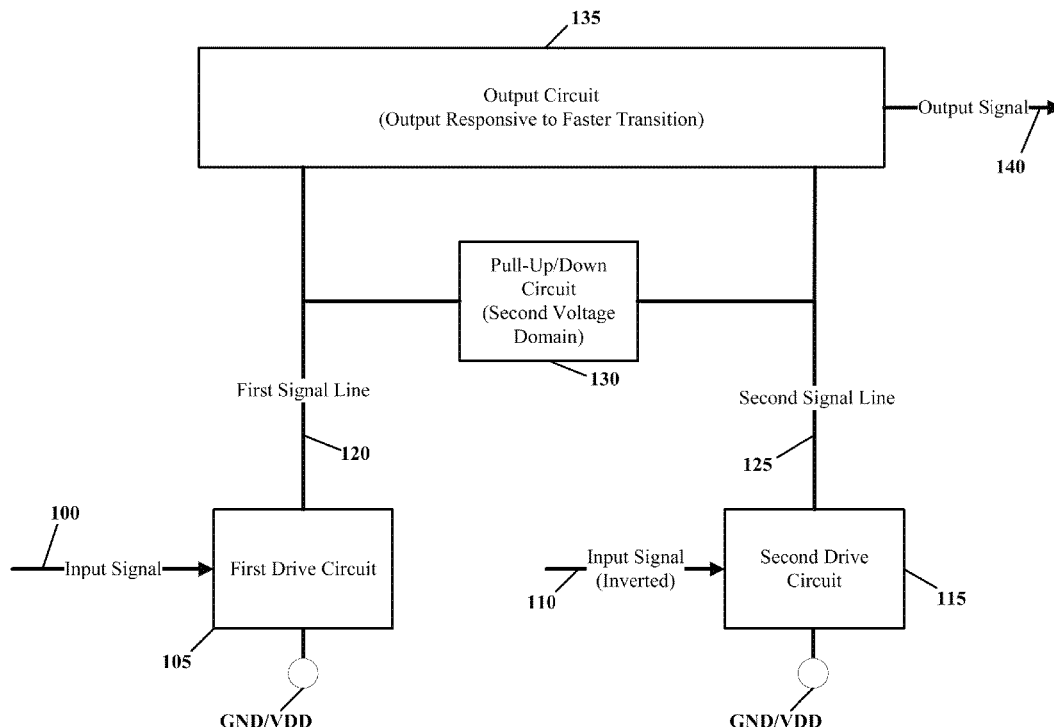 135
Output Circuit
(Output Responsive to Faster Transition)
Output Signal
140
Pull-Up/Down
Circuit
(Second Voltage
Domain)
130
First Signal Line
Second Signal Line
120
125
100
Input Signal
First Drive Circuit
Input Signal
(Inverted)
110
Second Drive
Circuit
115
105
GND/VDD
GND/VDD